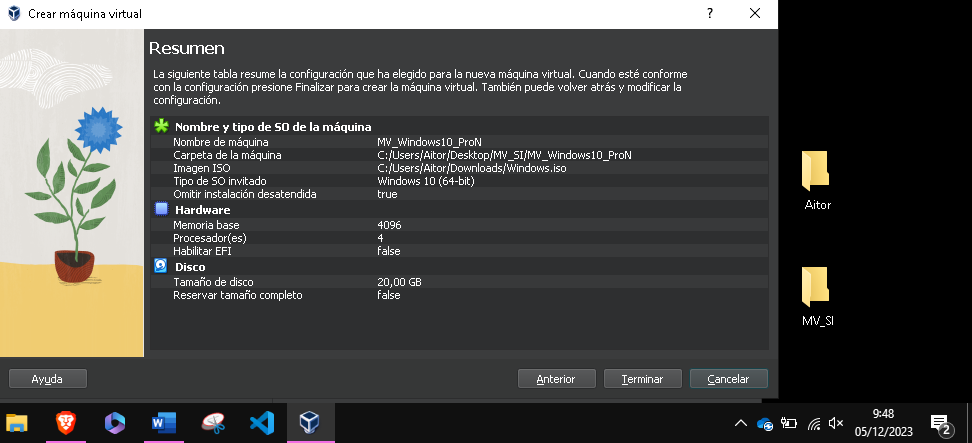 Crear máquina virtual
?
Resumen
La siguiente tabla resume la configuración que ha elegido para la nueva máquina virtual. Cuando esté conforme
con la configuración presione Finalizar para crear la máquina virtual. También puede volver atrás y modificar la
configuración.
Nombre y tipo de SO de la máquina
Nombre de máquina MV_Windows10_ProN
Carpeta de la máquina C:/Users/Aitor/Desktop/MV_SI/MV_Windows10_ProN
Imagen ISO C:/Users/Aitor/Downloads/Windows.iso
Tipo de SO invitado Windows 10 (64-bit)
Omitir instalación desatendida true
Hardware
Memoria base 4096
Procesador(es) 4
Habilitar EFI false
Disco
Tamaño de disco 20,00 GB
Reservar tamaño completo false
Ayuda
Anterior
Terminar
Cancelar
Aitor
MV_SI
W
9:48
05/12/2023
2